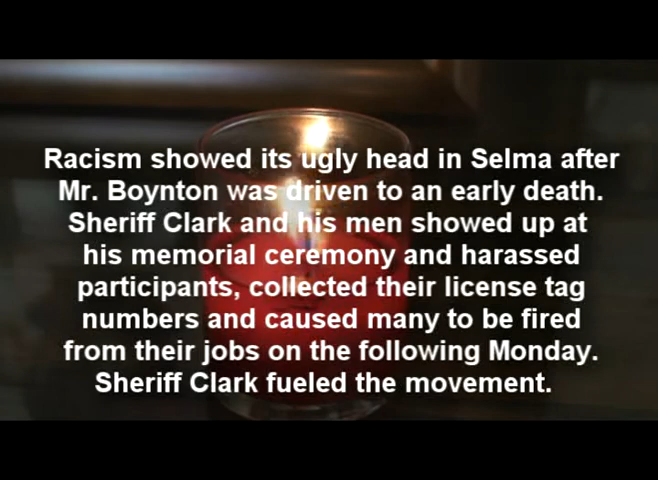 Racism showed its ugly head in Selma after
Mr. Boynton was driven to an early death.
Sheriff Clark and his men showed up at
his memorial ceremony and harassed
participants, collected their license tag
numbers and caused many to be fired
from their jobs on the following Monday.
Sheriff Clark fueled the movement.